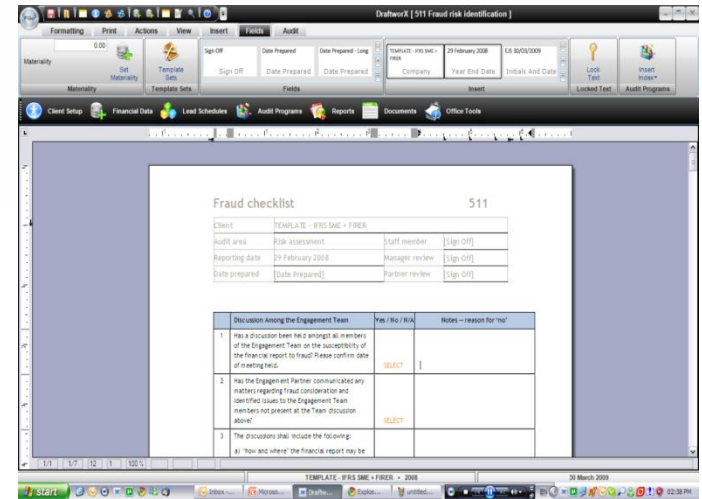 DraftworX [ 511 Fraud risk identification ]
Formatting Print Actions View Insert Fields Audit
Materiality
0.00
Set Materiality
Template Sets
Sign Off
Sign Off
Date Prepared
Date Prepared
Date Prepared - Long
Date Prepared
TEMPLATE - IFRS SME + FIRER
Company
29 February 2008
Year End Date
EJS 30/03/2009
Initials And Date
Lock Text
Insert Index
Materiality Template Sets Fields Insert Locked Text Audit Programs
Client Setup Financial Data Lead Schedules Audit Programs Reports Documents Office Tools
Fraud checklist 511
Client TEMPLATE - IFRS SME + FIRER
Audit area Risk assessment Staff member [Sign Off]
Reporting date 29 February 2008 Manager review [Sign Off]
Date prepared [Date Prepared] Partner review [Sign Off]
Discussion Among the Engagement Team Yes / No / N/A Notes – reason for 'no'
1 Has a discussion been held amongst all members
of the Engagement Team on the susceptibility of
the financial report to fraud? Please confirm date
of meeting held. SELECT
2 Has the Engagement Partner communicated any
matters regarding fraud consideration and
identified issues to the Engagement Team
members not present at the Team discussion
above? SELECT
3 The discussions shall include the following:
a) 'how and where' the financial report may be
1/1 1/7 12 1 100%
TEMPLATE - IFRS SME + FIRER • 2008 30 March 2009
start Inbox -... Microso... Draftw... Explor... untitled... 02:38 PM